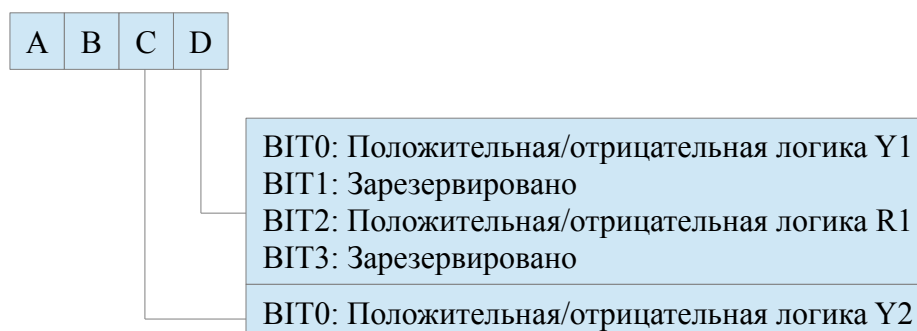 A B C D
BIT0: Положительная/отрицательная логика Y1
BIT1: Зарезервировано
BIT2: Положительная/отрицательная логика R1
BIT3: Зарезервировано
BIT0: Положительная/отрицательная логика Y2